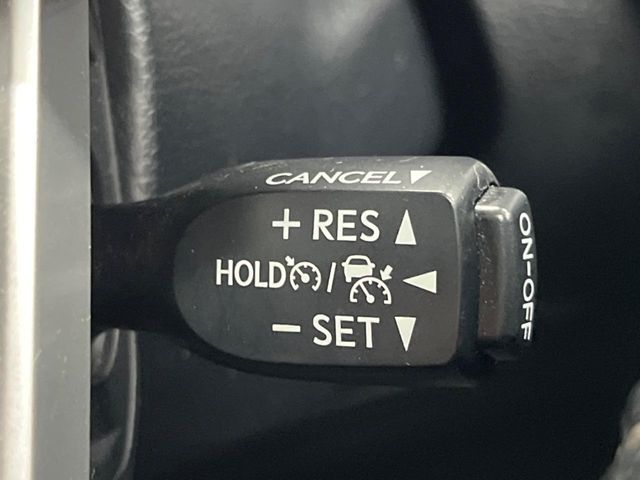 CANCEL▼
+ RES ▲
HOLD / ◀
− SET ▼
ON-OFF